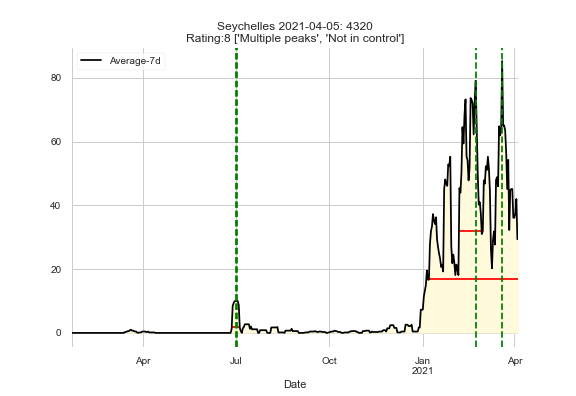 Seychelles 2021-04-05: 4320
Rating:8 ['Multiple peaks', 'Not in control']
Average-7d
80
60
40
20
0
Apr
Jul
Oct
Jan
2021
Apr
Date